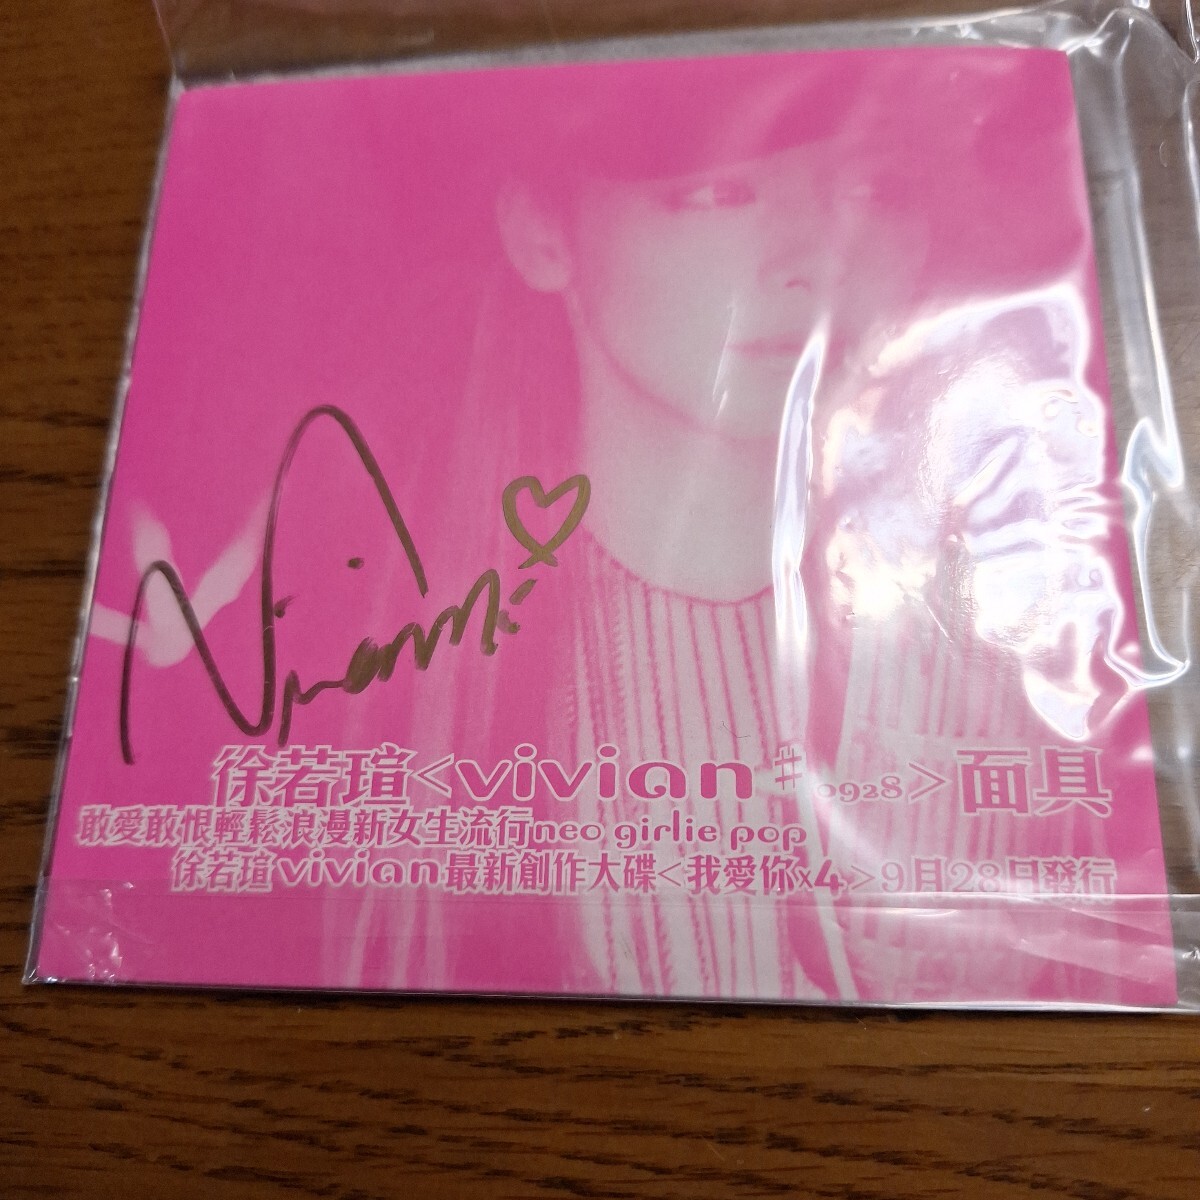 Vivian
徐若瑄<vivian #0928>面具
敢愛敢恨輕鬆浪漫新女生流行neo girlie pop
徐若瑄vivian最新創作大碟<我愛你x4>9月28日發行